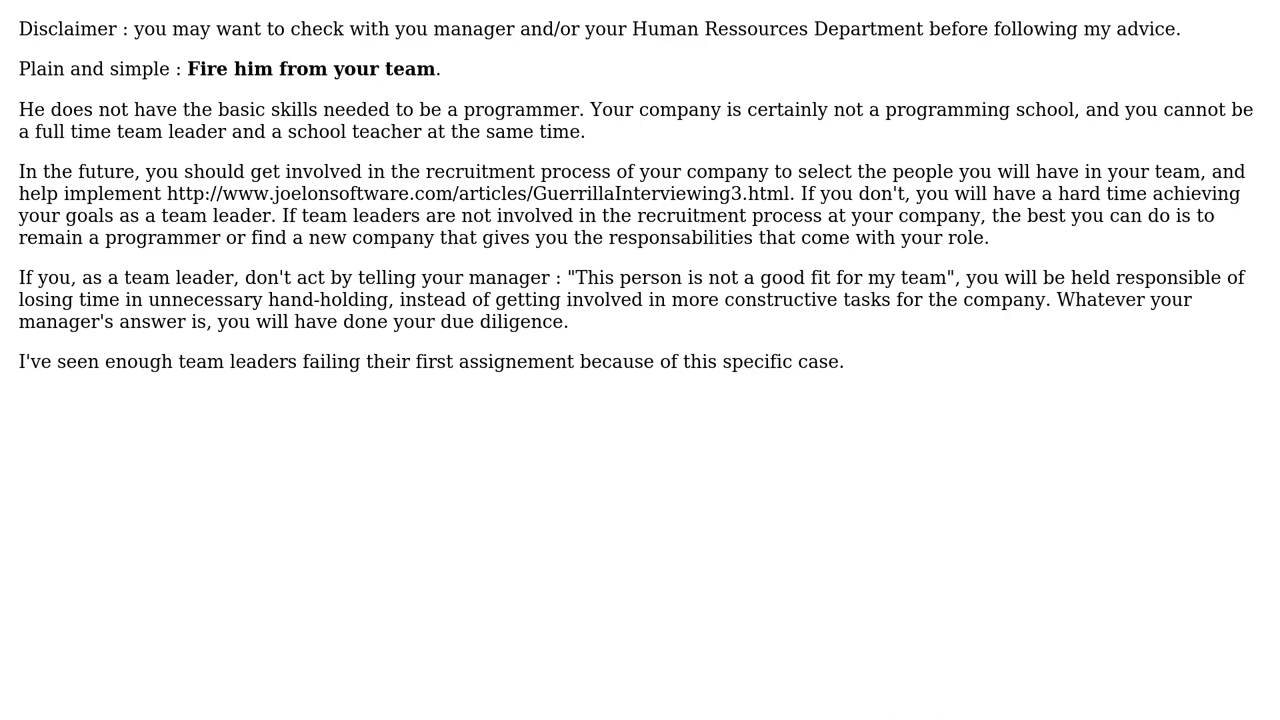 Disclaimer : you may want to check with you manager and/or your Human Ressources Department before following my advice.
Plain and simple : Fire him from your team.
He does not have the basic skills needed to be a programmer. Your company is certainly not a programming school, and you cannot be
a full time team leader and a school teacher at the same time.
In the future, you should get involved in the recruitment process of your company to select the people you will have in your team, and
help implement http://www.joelonsoftware.com/articles/GuerrillaInterviewing3.html. If you don't, you will have a hard time achieving
your goals as a team leader. If team leaders are not involved in the recruitment process at your company, the best you can do is to
remain a programmer or find a new company that gives you the responsabilities that come with your role.
If you, as a team leader, don't act by telling your manager : "This person is not a good fit for my team", you will be held responsible of
losing time in unnecessary hand-holding, instead of getting involved in more constructive tasks for the company. Whatever your
manager's answer is, you will have done your due diligence.
I've seen enough team leaders failing their first assignement because of this specific case.